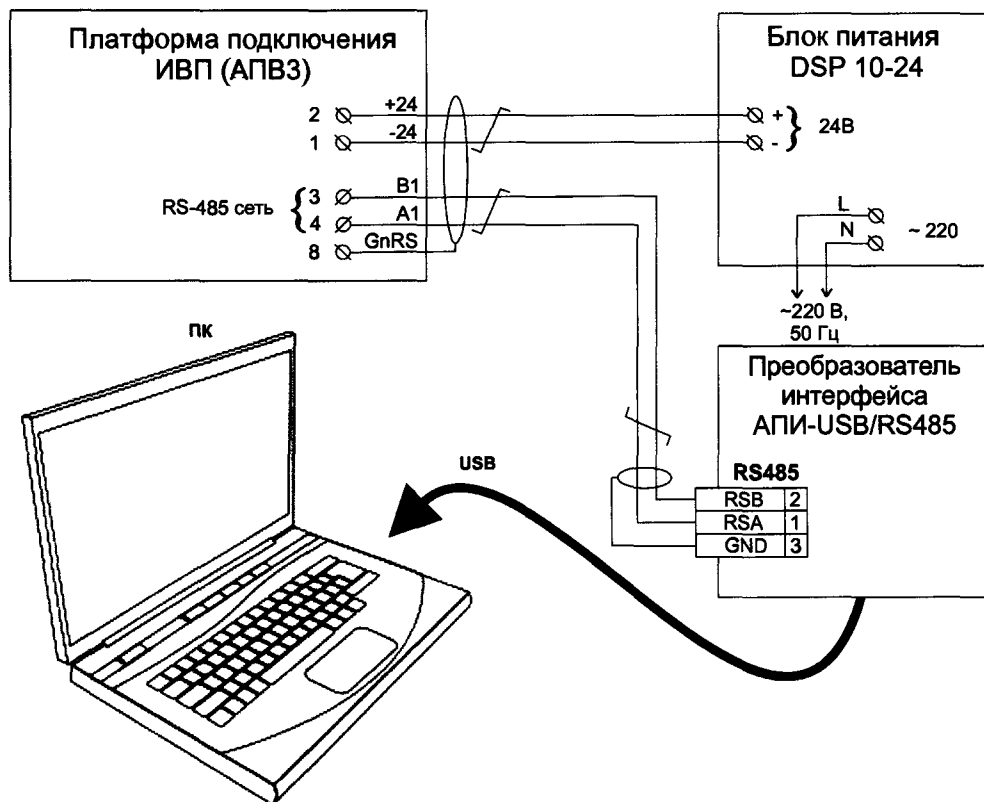 Платформа подключения
ИВП (АПВ3)
2 +24
1 -24
RS-485 сеть { 3 B1
4 A1
8 GnRS
Блок питания
DSP 10-24
+
-
} 24В
L
N
~ 220
~220 В,
50 Гц
Преобразователь
интерфейса
АПИ-USB/RS485
RS485
RSB 2
RSA 1
GND 3
ПК
USB